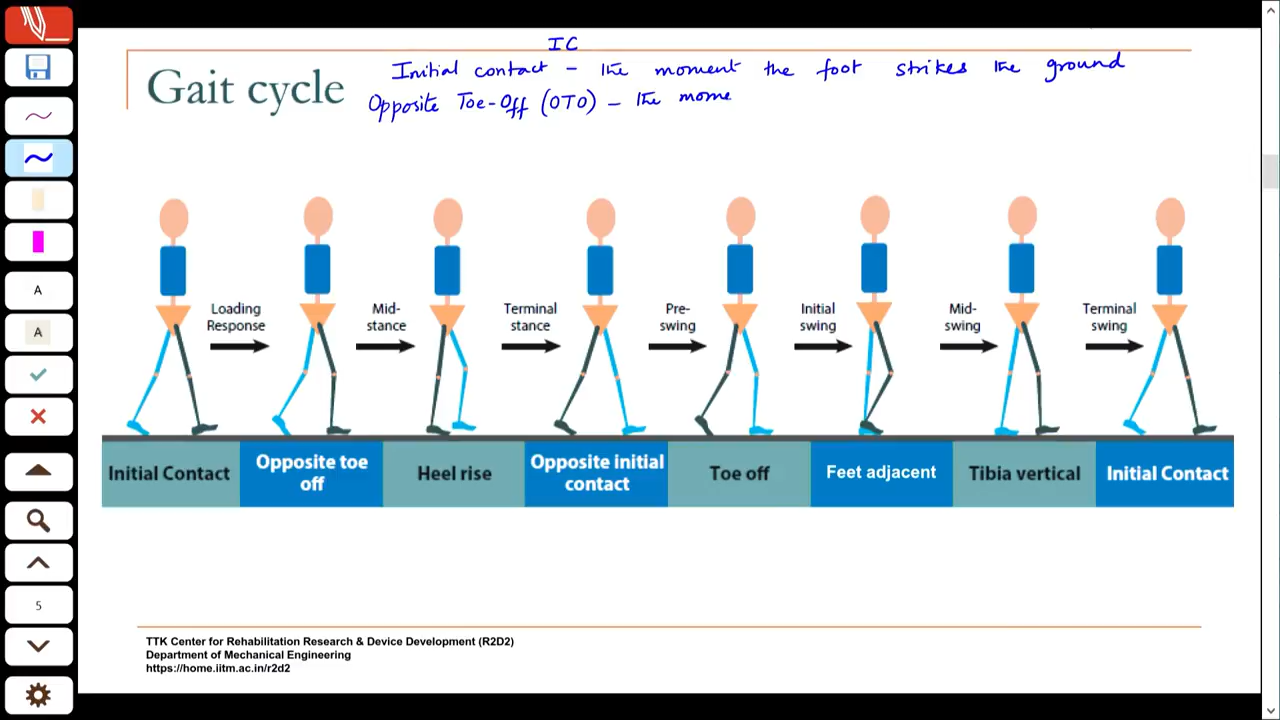 IC
Initial contact - the moment the foot strikes the ground
Gait cycle
Opposite Toe-Off (OTO) - the mome
Loading
Response
Mid-
stance
Terminal
stance
Pre-
swing
Initial
swing
Mid-
swing
Terminal
swing
Initial Contact
Opposite toe
off
Heel rise
Opposite initial
contact
Toe off
Feet adjacent
Tibia vertical
Initial Contact
TTK Center for Rehabilitation Research & Device Development (R2D2)
Department of Mechanical Engineering
https://home.iitm.ac.in/r2d2
A
A
5